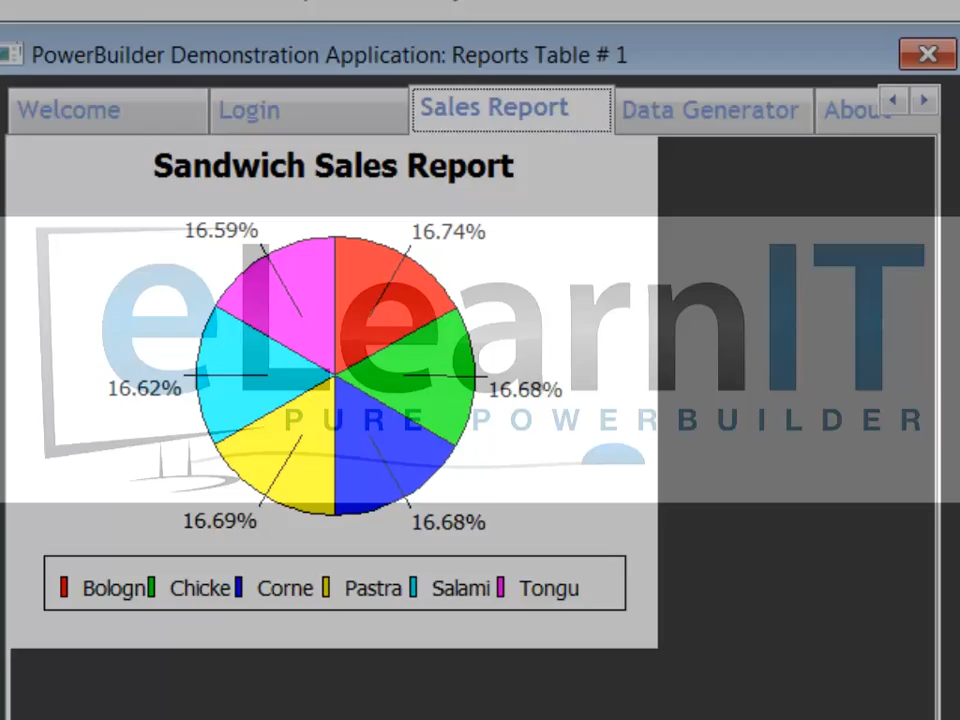 PowerBuilder Demonstration Application: Reports Table # 1
Welcome Login Sales Report Data Generator Abou
Sandwich Sales Report
16.59% 16.74%
eLearnIT
16.62% 16.68%
PURE POWERBUILDER
16.69% 16.68%
Bologn Chicke Corne Pastra Salami Tongu